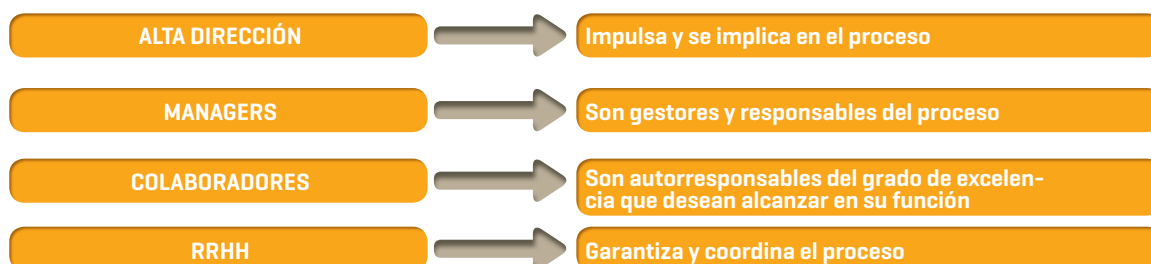 ALTA DIRECCIÓN
Impulsa y se implica en el proceso
MANAGERS
Son gestores y responsables del proceso
COLABORADORES
Son autorresponsables del grado de excelen-
cia que desean alcanzar en su función
RRHH
Garantiza y coordina el proceso